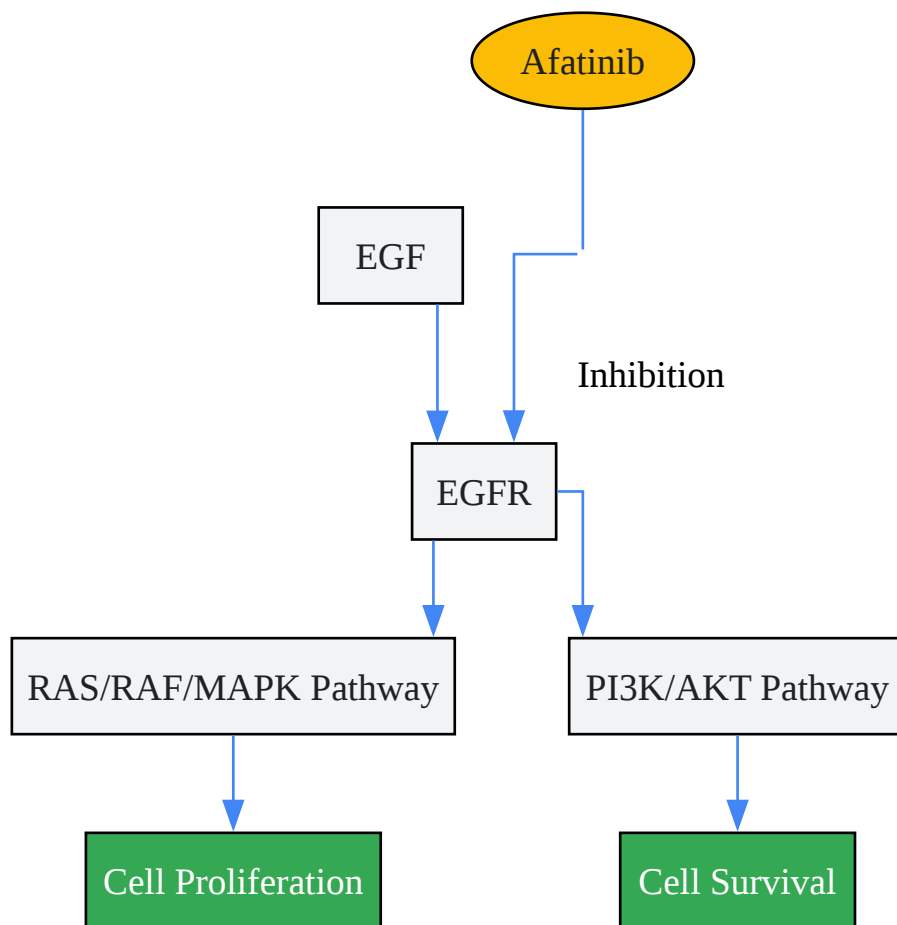 Afatinib
EGF
Inhibition
EGFR
RAS/RAF/MAPK Pathway
PI3K/AKT Pathway
Cell Proliferation
Cell Survival